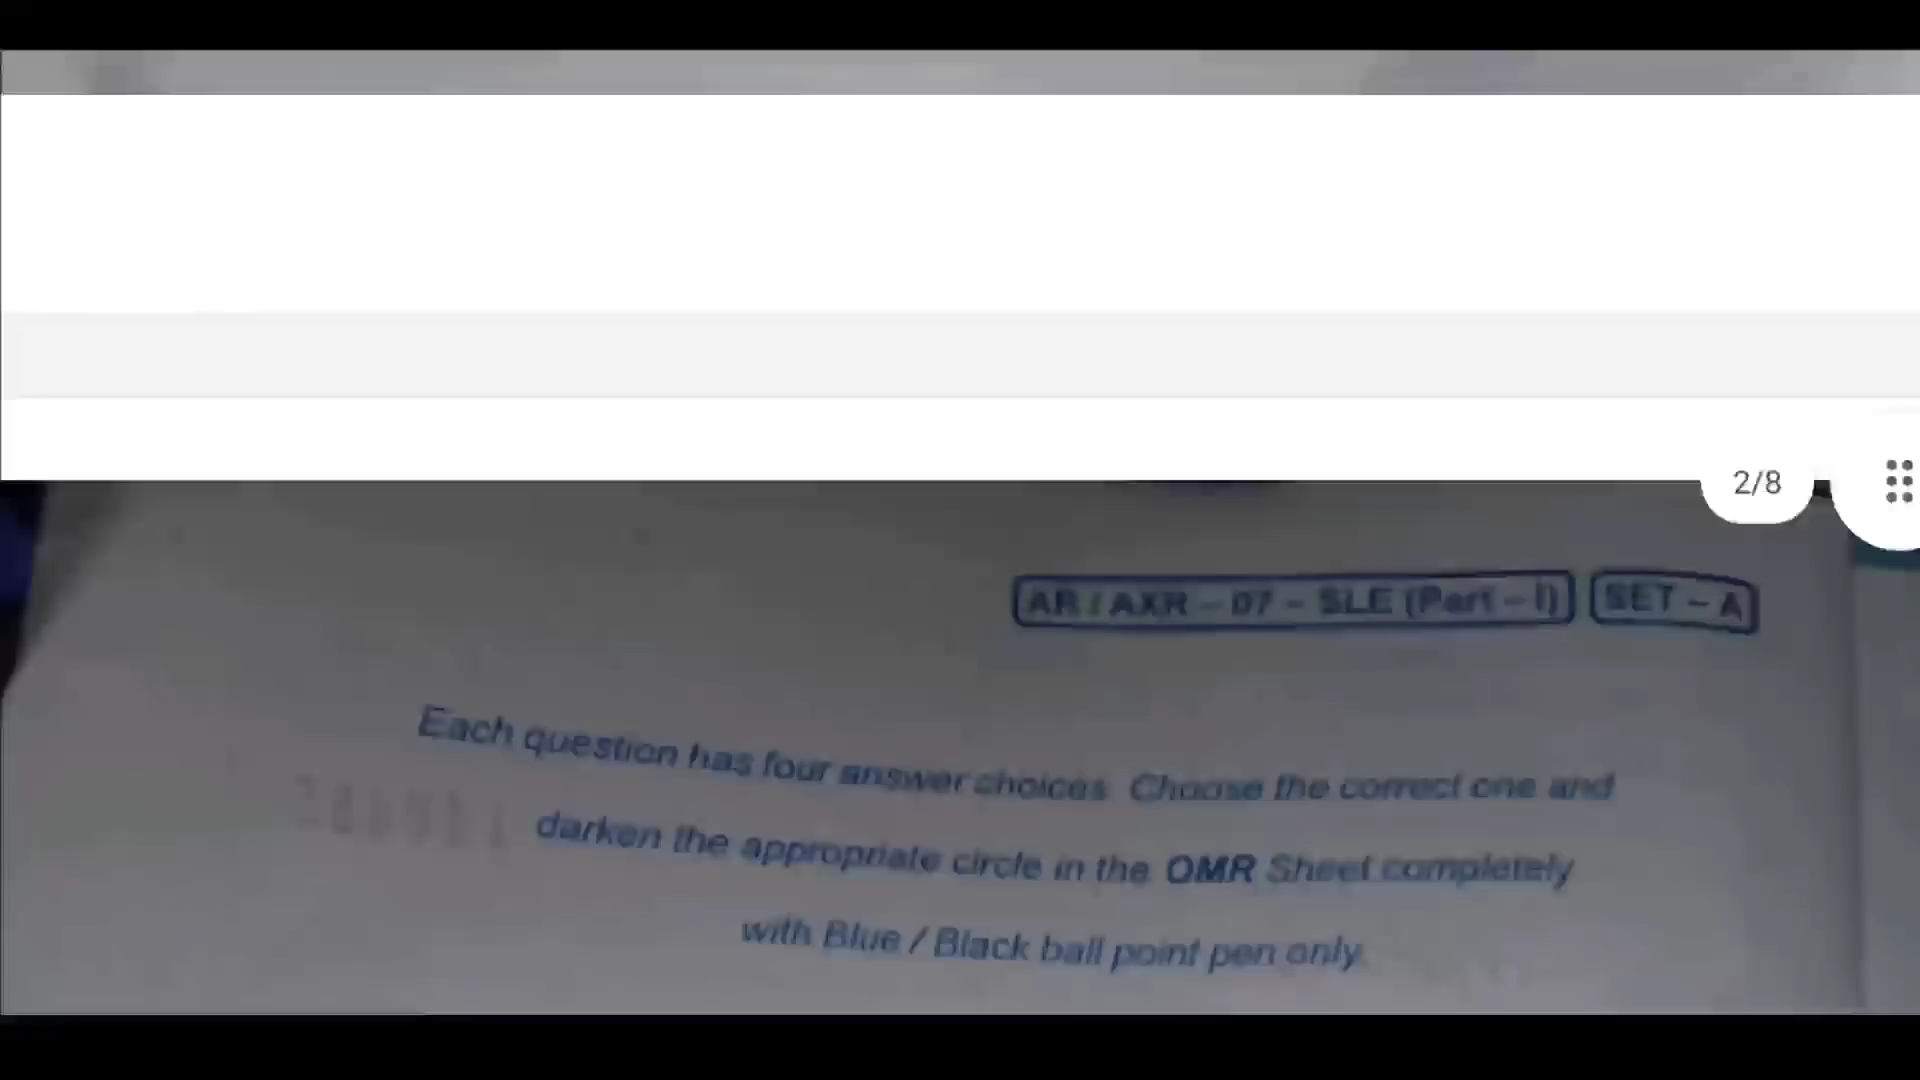 2/8
AR / AXR – 07 – SLE (Part – I) SET – A
Each question has four answer choices. Choose the correct one and
darken the appropriate circle in the OMR Sheet completely
with Blue / Black ball point pen only.